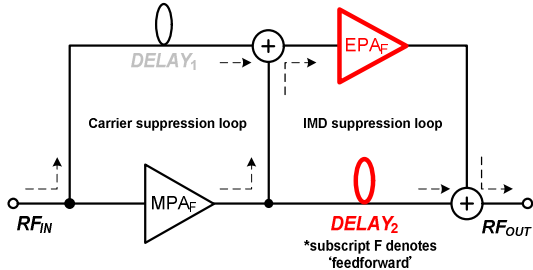 EPAF
DELAY1
Carrier suppression loop
IMD suppression loop
MPAF
RFIN
DELAY2
RFOUT
*subscript F denotes
‘feedforward’